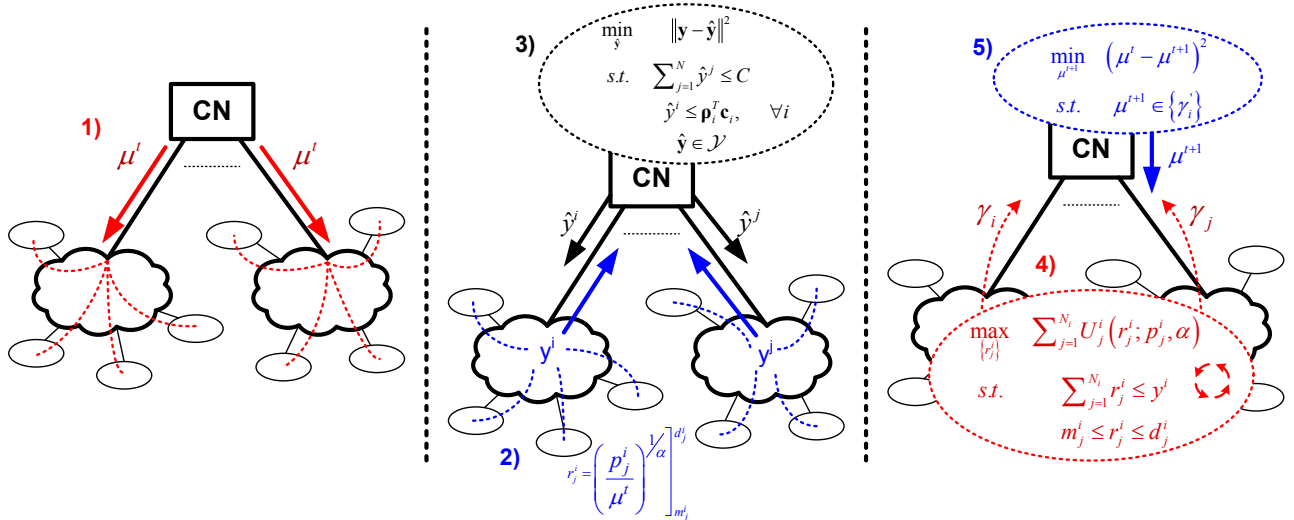 1)
CN
μ^t
μ^t
3)
min_ŷ ‖y − ŷ‖²
s.t. ∑_{j=1}^{N} ŷ^j ≤ C
ŷ^i ≤ ρ_i^T c_i, ∀i
ŷ ∈ 𝒴
CN
ŷ^i
ŷ^j
y^i
y^j
2)
r_j^i = (p_j^i / μ^t)^{1/α}]_{m_j^i}^{d_j^i}
5)
min_{μ^{t+1}} (μ^t − μ^{t+1})²
s.t. μ^{t+1} ∈ {γ_i'}
CN
μ^{t+1}
γ_i
γ_j
4)
max_{{r_j^i}} ∑_{j=1}^{N_i} U_j^i (r_j^i; p_j^i, α)
s.t. ∑_{j=1}^{N_i} r_j^i ≤ y^i
m_j^i ≤ r_j^i ≤ d_j^i